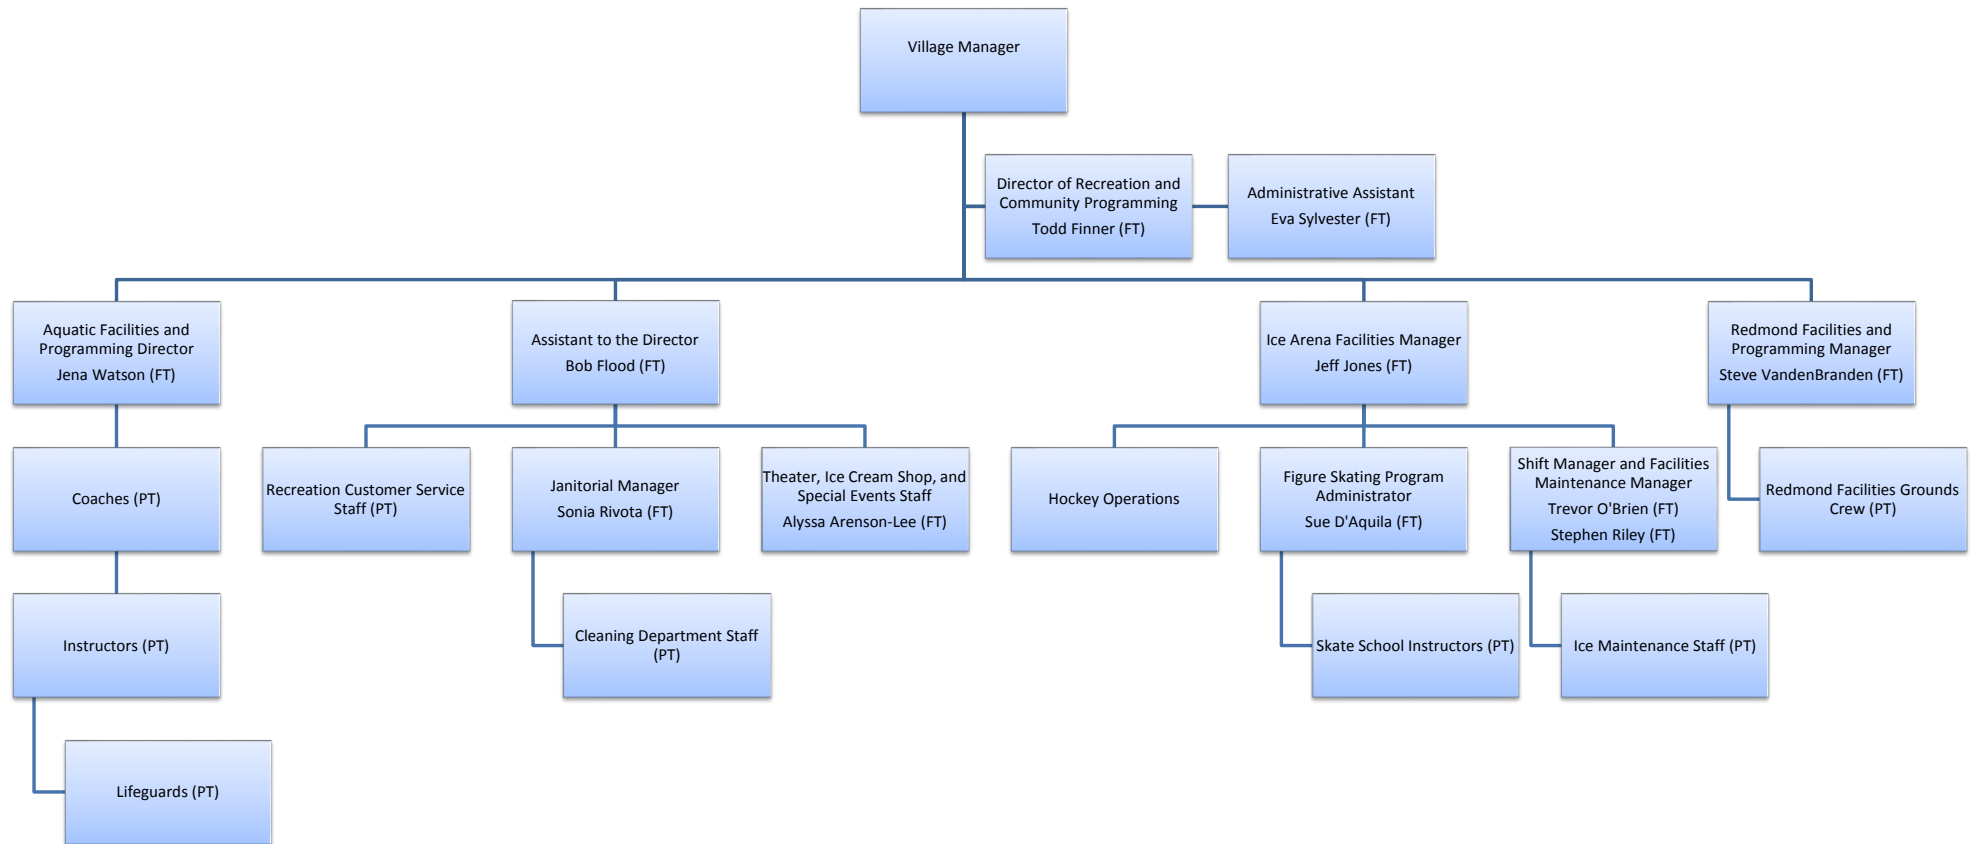 Village Manager
Director of Recreation and
Community Programming
Todd Finner (FT)
Administrative Assistant
Eva Sylvester (FT)
Aquatic Facilities and
Programming Director
Jena Watson (FT)
Assistant to the Director
Bob Flood (FT)
Ice Arena Facilities Manager
Jeff Jones (FT)
Redmond Facilities and
Programming Manager
Steve VandenBranden (FT)
Coaches (PT)
Recreation Customer Service
Staff (PT)
Janitorial Manager
Sonia Rivota (FT)
Theater, Ice Cream Shop, and
Special Events Staff
Alyssa Arenson-Lee (FT)
Hockey Operations
Figure Skating Program
Administrator
Sue D'Aquila (FT)
Shift Manager and Facilities
Maintenance Manager
Trevor O'Brien (FT)
Stephen Riley (FT)
Redmond Facilities Grounds
Crew (PT)
Instructors (PT)
Cleaning Department Staff
(PT)
Skate School Instructors (PT)
Ice Maintenance Staff (PT)
Lifeguards (PT)